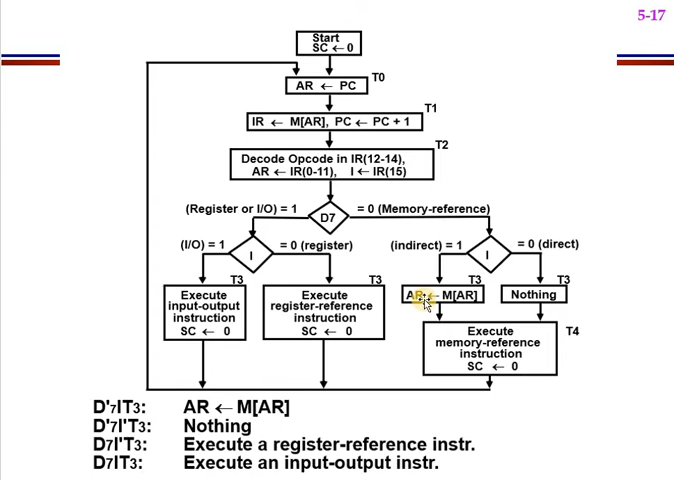 5-17
Start
SC ← 0
T0
AR ← PC
T1
IR ← M[AR], PC ← PC + 1
T2
Decode Opcode in IR(12-14),
AR ← IR(0-11), I ← IR(15)
(Register or I/O) = 1
D7
= 0 (Memory-reference)
(I/O) = 1
I
= 0 (register)
(indirect) = 1
I
= 0 (direct)
T3
Execute
input-output
instruction
SC ← 0
T3
Execute
register-reference
instruction
SC ← 0
T3
AR ← M[AR]
T3
Nothing
Execute
memory-reference
instruction
SC ← 0
T4
D'7IT3: AR ← M[AR]
D'7I'T3: Nothing
D7I'T3: Execute a register-reference instr.
D7IT3: Execute an input-output instr.